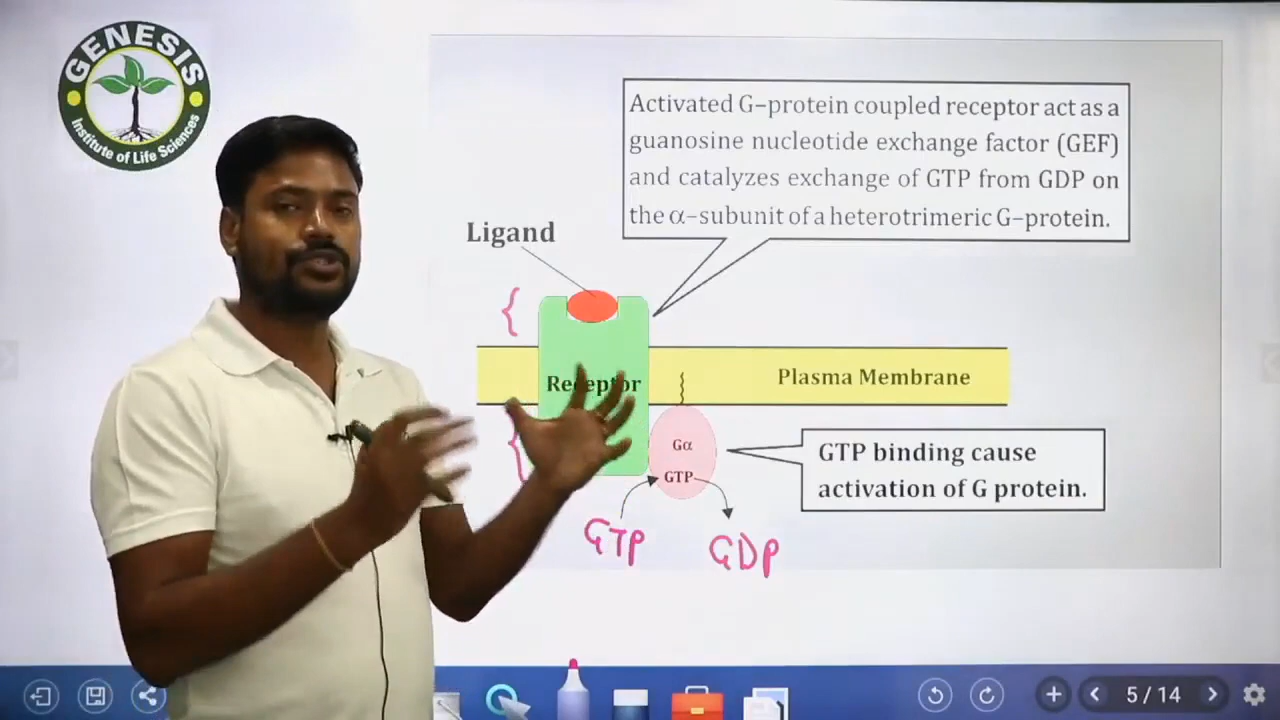 GENESIS
Institute of Life Sciences
Activated G–protein coupled receptor act as a
guanosine nucleotide exchange factor (GEF)
and catalyzes exchange of GTP from GDP on
the α–subunit of a heterotrimeric G–protein.
Ligand
Receptor
Plasma Membrane
Gα
GTP
GTP binding cause
activation of G protein.
GTP
GDP
5 / 14